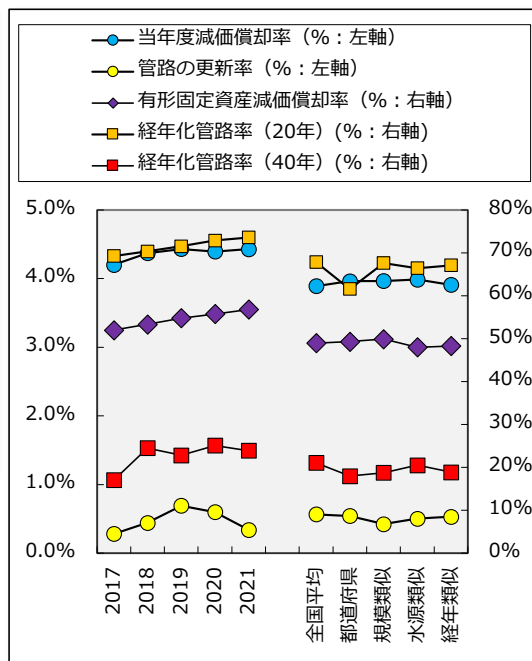 当年度減価償却率（%：左軸）
管路の更新率（%：左軸）
有形固定資産減価償却率（%：右軸）
経年化管路率（20年）(%：右軸)
経年化管路率（40年）(%：右軸)
5.0%
4.0%
3.0%
2.0%
1.0%
0.0%
80%
70%
60%
50%
40%
30%
20%
10%
0%
2017
2018
2019
2020
2021
全国平均
都道府県
規模類似
水源類似
経年類似